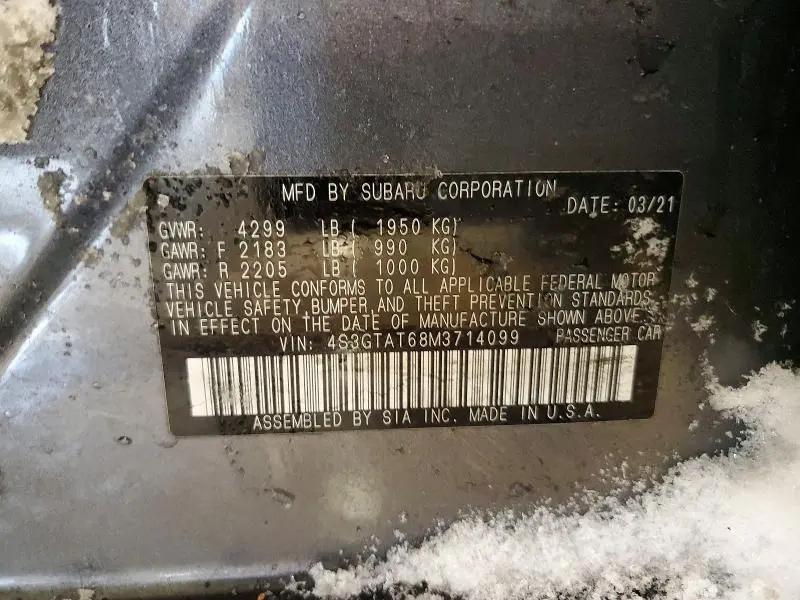 MFD BY SUBARU CORPORATION
DATE: 03/21
GVWR: 4299 LB ( 1950 KG)
GAWR: F 2183 LB ( 990 KG)
GAWR: R 2205 LB ( 1000 KG)
THIS VEHICLE CONFORMS TO ALL APPLICABLE FEDERAL MOTOR
VEHICLE SAFETY,BUMPER,AND THEFT PREVENTION STANDARDS
IN EFFECT ON THE DATE OF MANUFACTURE SHOWN ABOVE.
VIN: 4S3GTAT68M3714099 PASSENGER CAR
ASSEMBLED BY SIA INC. MADE IN U.S.A.